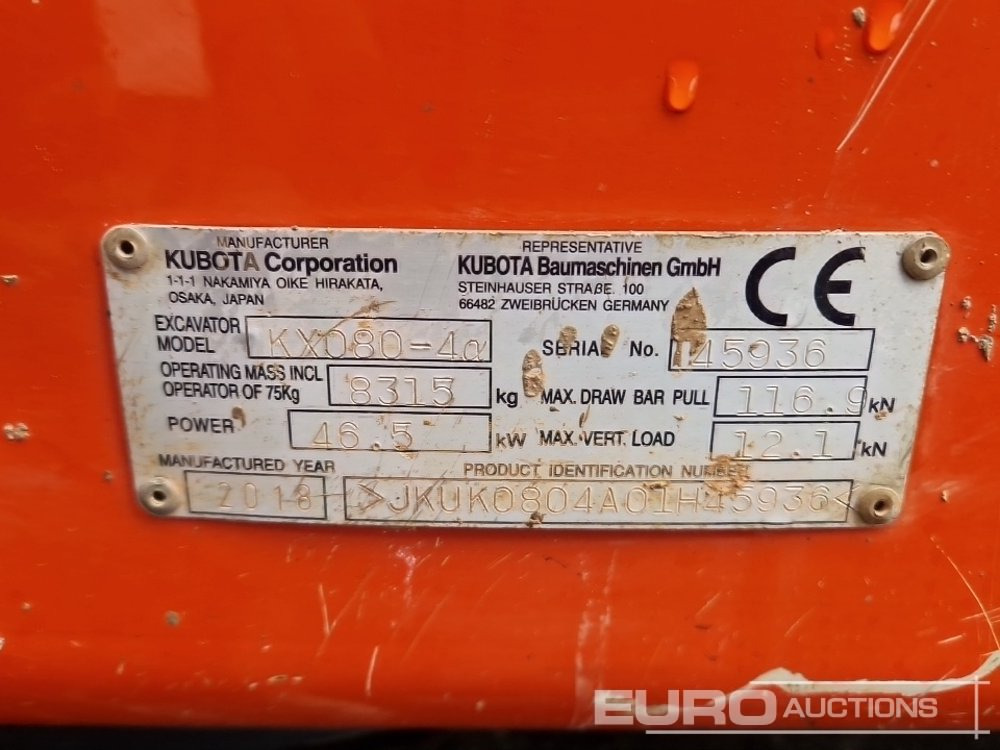 MANUFACTURER
KUBOTA Corporation
1-1-1 NAKAMIYA OIKE HIRAKATA,
OSAKA, JAPAN
REPRESENTATIVE
KUBOTA Baumaschinen GmbH
STEINHAUSER STRAßE 100
66482 ZWEIBRÜCKEN GERMANY
CE
EXCAVATOR MODEL KX080-4α
SERIAL No. 45936
OPERATING MASS INCL
OPERATOR OF 75Kg 8315 kg
MAX. DRAW BAR PULL 116.9 kN
POWER 46.5 kW
MAX. VERT. LOAD 12.1 kN
MANUFACTURED YEAR
2018
PRODUCT IDENTIFICATION NUMBER
>JKUK0804A01H45936<
EURO AUCTIONS